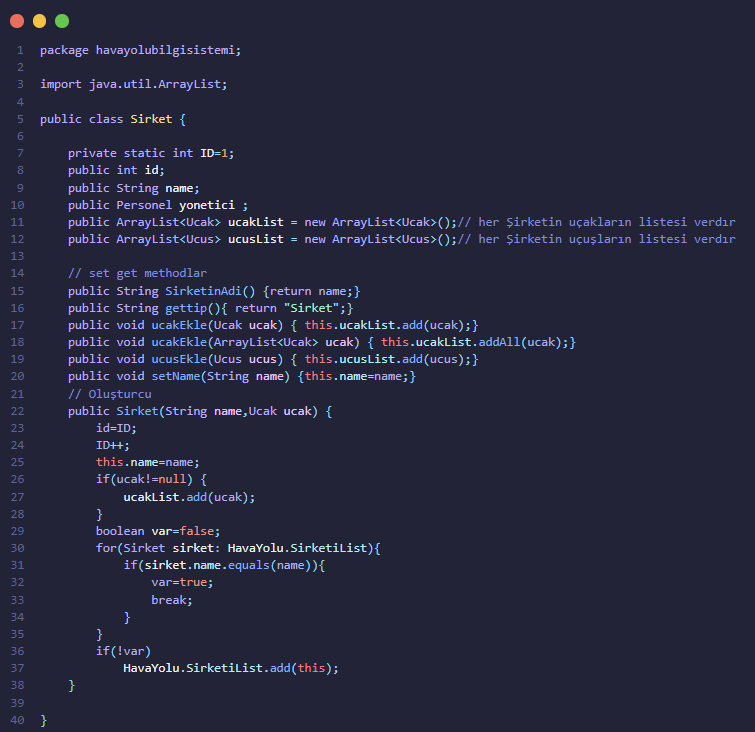 1 package havayolubilgisistemi;
2
3 import java.util.ArrayList;
4
5 public class Sirket {
6
7     private static int ID=1;
8     public int id;
9     public String name;
10     public Personel yonetici ;
11     public ArrayList<Ucak> ucakList = new ArrayList<Ucak>();// her Şirketin uçakların listesi verdır
12     public ArrayList<Ucus> ucusList = new ArrayList<Ucus>();// her Şirketin uçuşların listesi verdır
13
14     // set get methodlar
15     public String SirketinAdi() {return name;}
16     public String gettip(){ return "Sirket";}
17     public void ucakEkle(Ucak ucak) { this.ucakList.add(ucak);}
18     public void ucakEkle(ArrayList<Ucak> ucak) { this.ucakList.addAll(ucak);}
19     public void ucusEkle(Ucus ucus) { this.ucusList.add(ucus);}
20     public void setName(String name) {this.name=name;}
21     // Oluşturcu
22     public Sirket(String name,Ucak ucak) {
23         id=ID;
24         ID++;
25         this.name=name;
26         if(ucak!=null) {
27             ucakList.add(ucak);
28         }
29         boolean var=false;
30         for(Sirket sirket: HavaYolu.SirketiList){
31             if(sirket.name.equals(name)){
32                 var=true;
33                 break;
34             }
35         }
36         if(!var)
37             HavaYolu.SirketiList.add(this);
38     }
39
40 }